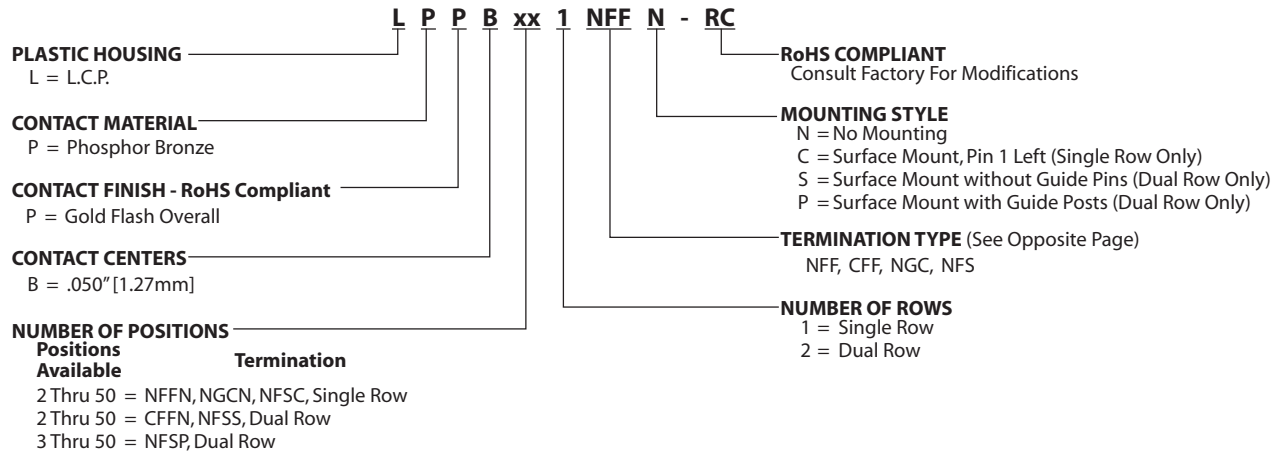 L P P B xx 1 NFF N - RC
PLASTIC HOUSING
L = L.C.P.
CONTACT MATERIAL
P = Phosphor Bronze
CONTACT FINISH - RoHS Compliant
P = Gold Flash Overall
CONTACT CENTERS
B = .050" [1.27mm]
NUMBER OF POSITIONS
Positions Available Termination
2 Thru 50 = NFFN, NGCN, NFSC, Single Row
2 Thru 50 = CFFN, NFSS, Dual Row
3 Thru 50 = NFSP, Dual Row
RoHS COMPLIANT
Consult Factory For Modifications
MOUNTING STYLE
N = No Mounting
C = Surface Mount, Pin 1 Left (Single Row Only)
S = Surface Mount without Guide Pins (Dual Row Only)
P = Surface Mount with Guide Posts (Dual Row Only)
TERMINATION TYPE (See Opposite Page)
NFF, CFF, NGC, NFS
NUMBER OF ROWS
1 = Single Row
2 = Dual Row